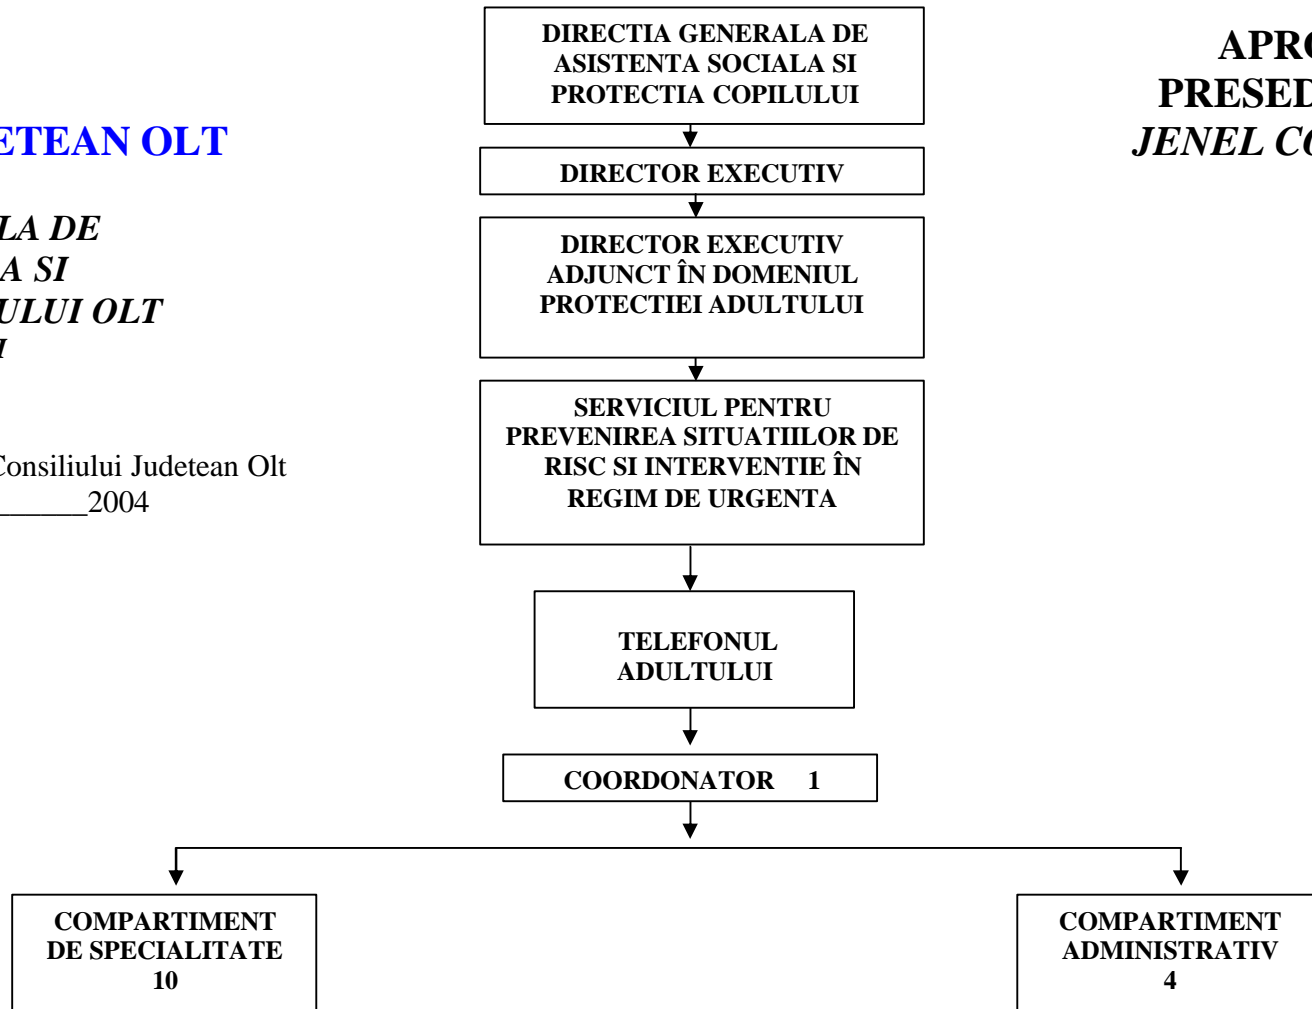 DIRECTIA GENERALA DE
ASISTENTA SOCIALA SI
PROTECTIA COPILULUI
APRO
PRESED
JENEL CO
ETEAN OLT
DIRECTOR EXECUTIV
LA DE
A SI
ULUI OLT
I
DIRECTOR EXECUTIV
ADJUNCT ÎN DOMENIUL
PROTECTIEI ADULTULUI
SERVICIUL PENTRU
PREVENIREA SITUATIILOR DE
RISC SI INTERVENTIE ÎN
REGIM DE URGENTA
Consiliului Judetean Olt
______2004
TELEFONUL
ADULTULUI
COORDONATOR 1
COMPARTIMENT
DE SPECIALITATE
10
COMPARTIMENT
ADMINISTRATIV
4